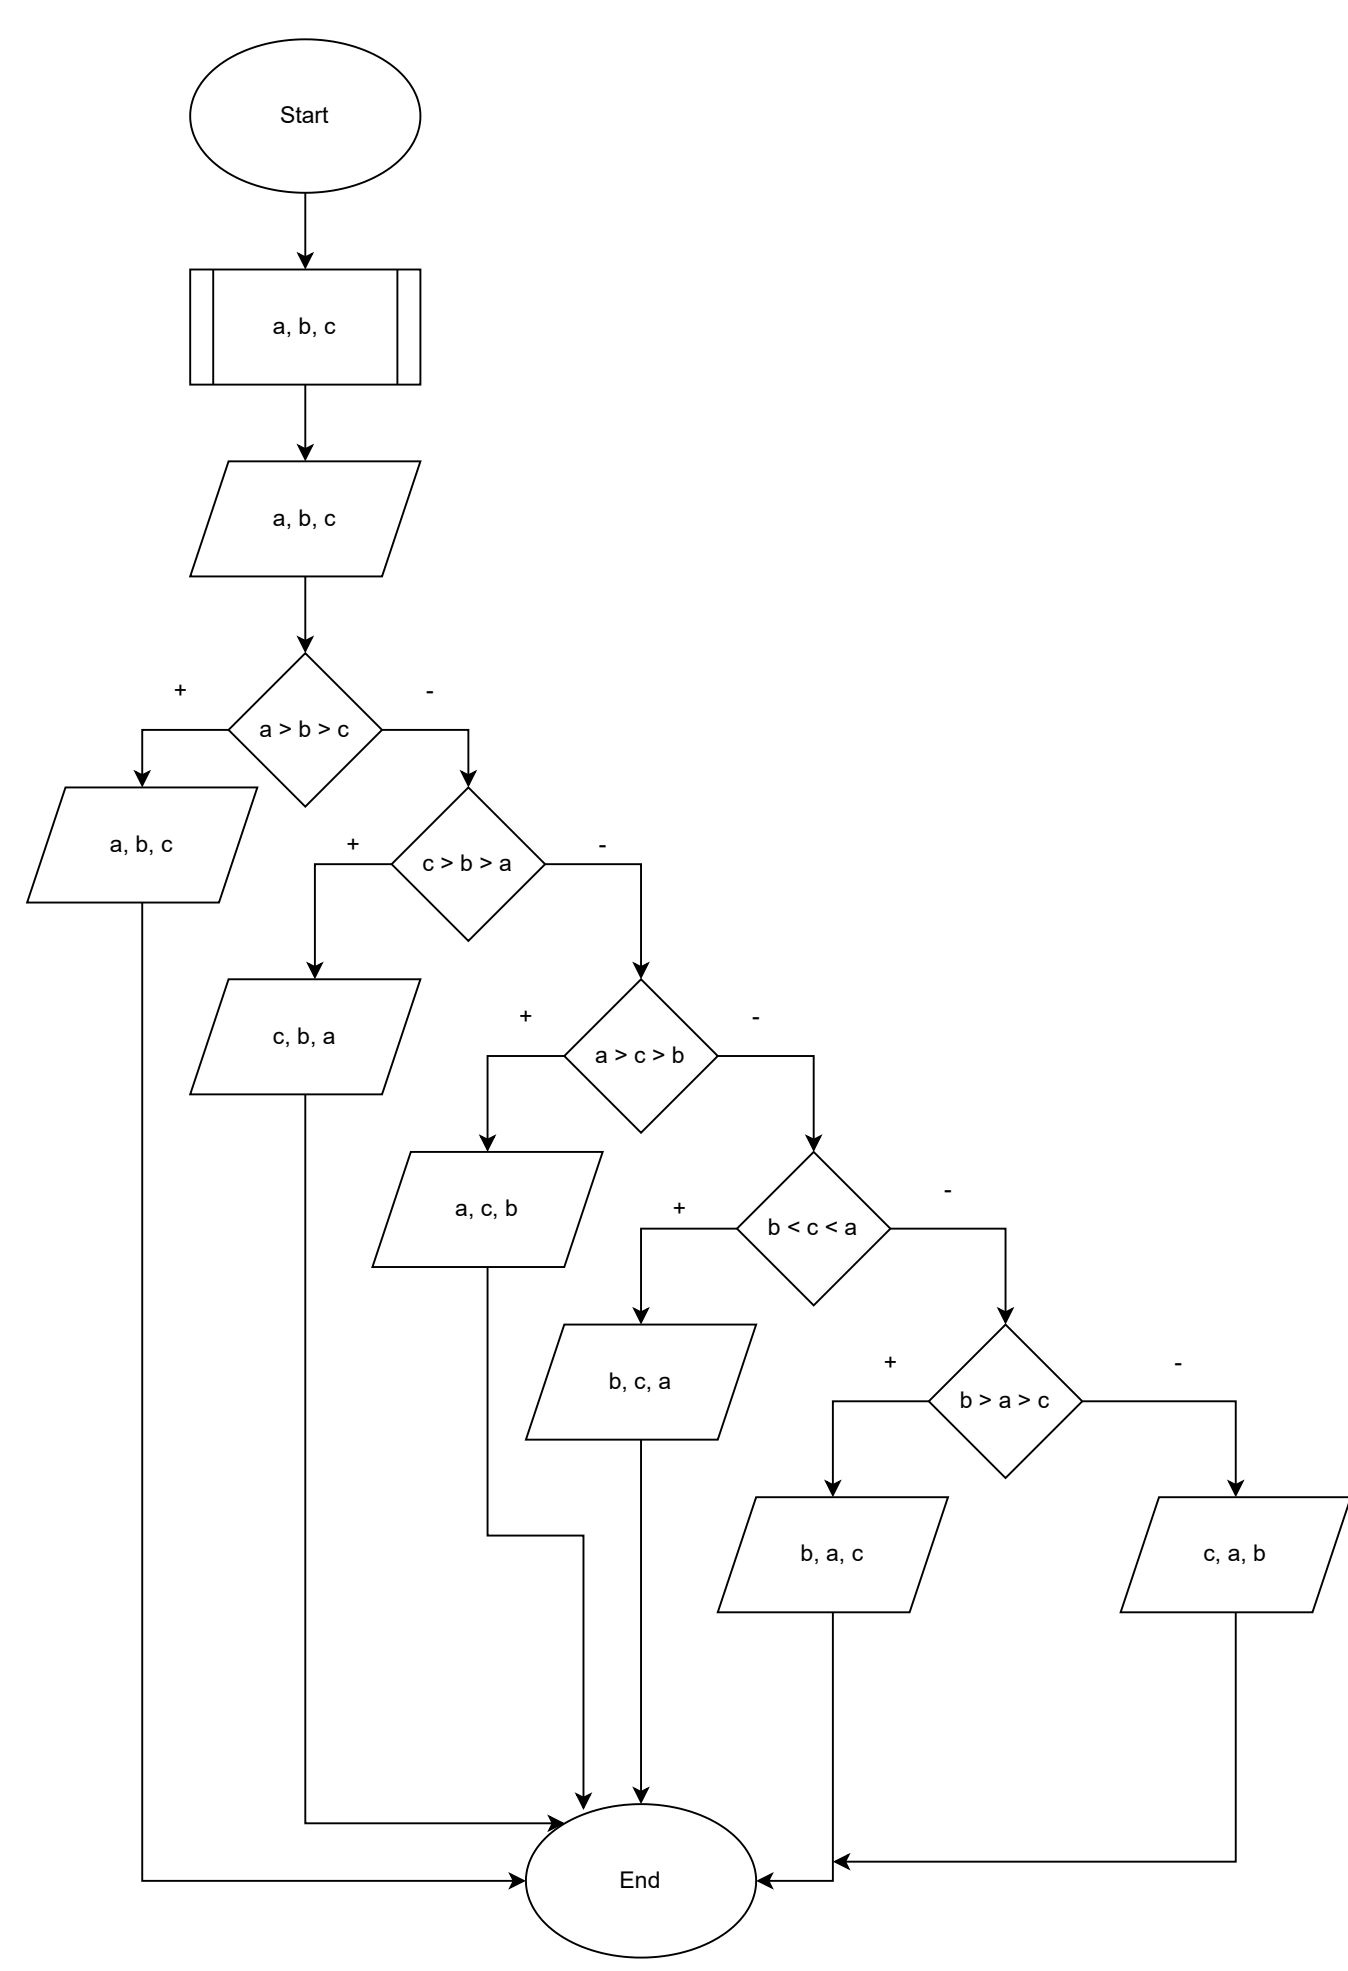 Start
a, b, c
a, b, c
+
-
a > b > c
a, b, c
+
-
c > b > a
c, b, a
+
-
a > c > b
a, c, b
+
-
b < c < a
b, c, a
+
-
b > a > c
b, a, c
c, a, b
End